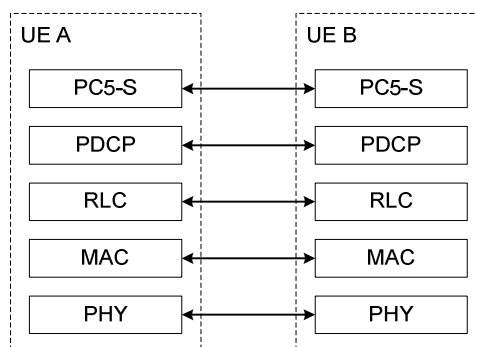 UE A UE B
PC5-S PC5-S
PDCP PDCP
RLC RLC
MAC MAC
PHY PHY